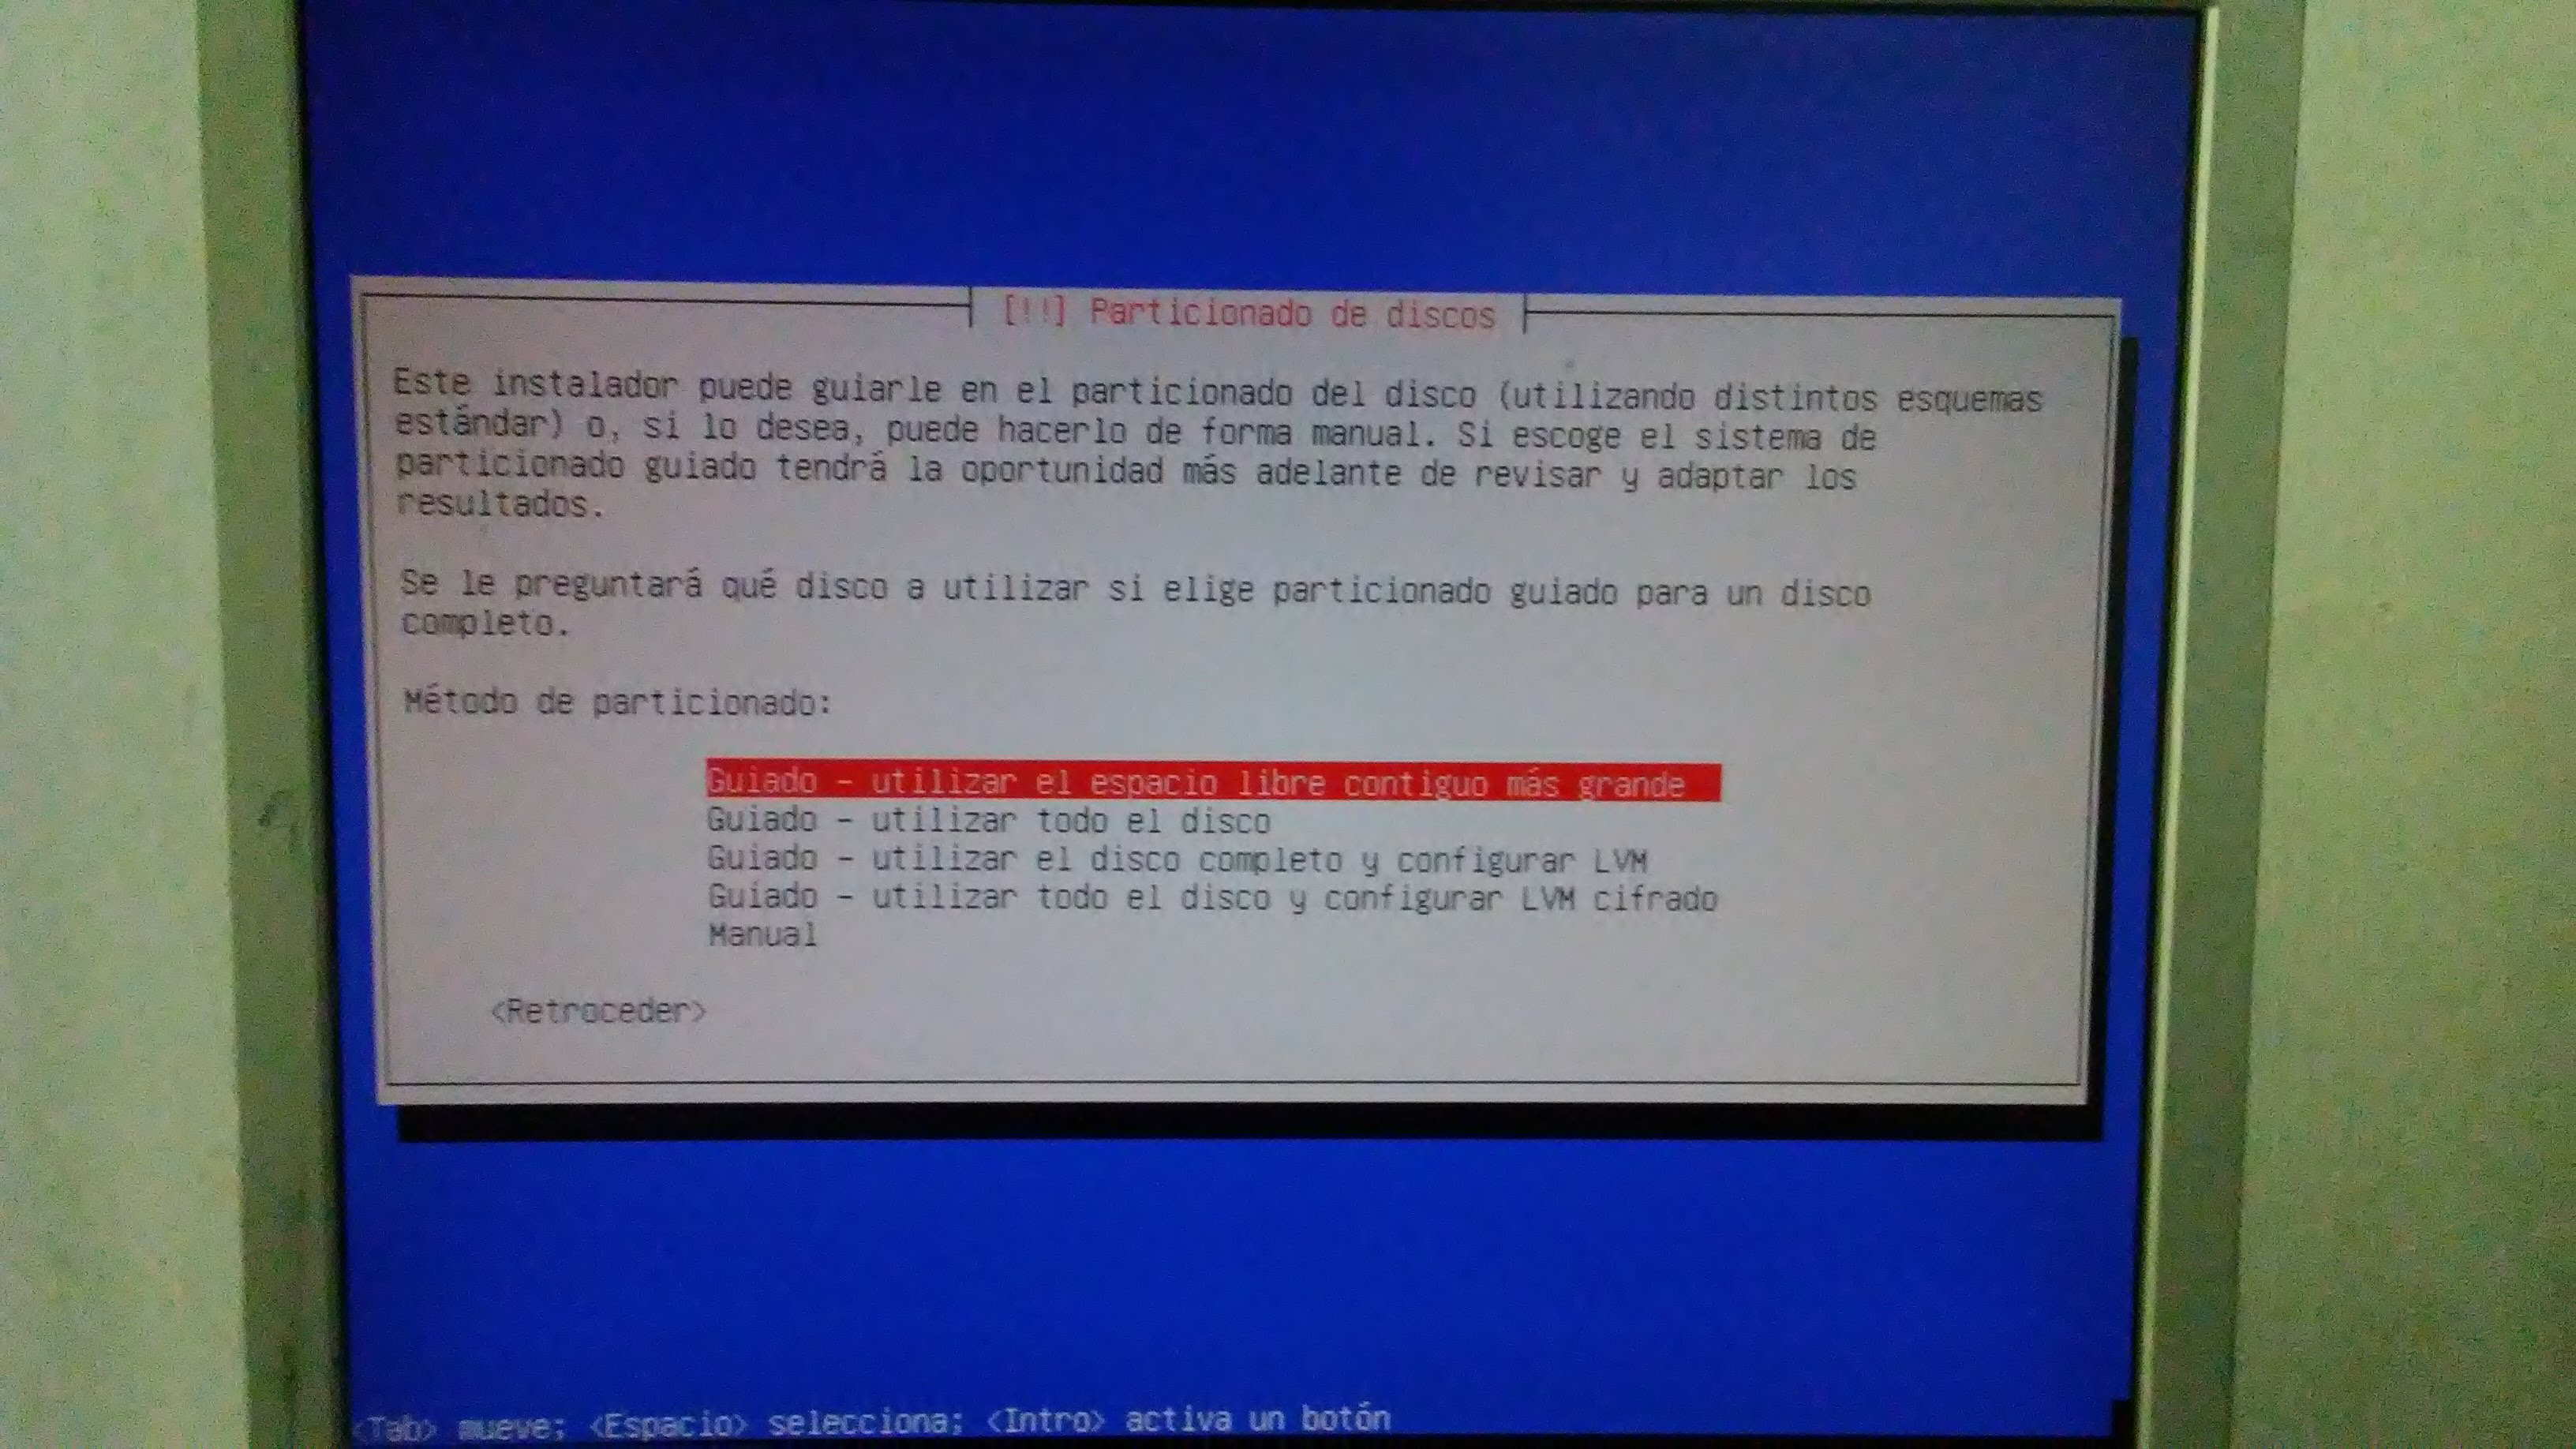 [!!] Particionado de discos
Este instalador puede guiarle en el particionado del disco (utilizando distintos esquemas
estándar) o, si lo desea, puede hacerlo de forma manual. Si escoge el sistema de
particionado guiado tendrá la oportunidad más adelante de revisar y adaptar los
resultados.
Se le preguntará qué disco a utilizar si elige particionado guiado para un disco
completo.
Método de particionado:
Guiado - utilizar el espacio libre contiguo más grande
Guiado - utilizar todo el disco
Guiado - utilizar el disco completo y configurar LVM
Guiado - utilizar todo el disco y configurar LVM cifrado
Manual
<Retroceder>
<Tab> mueve; <Espacio> selecciona; <Intro> activa un botón